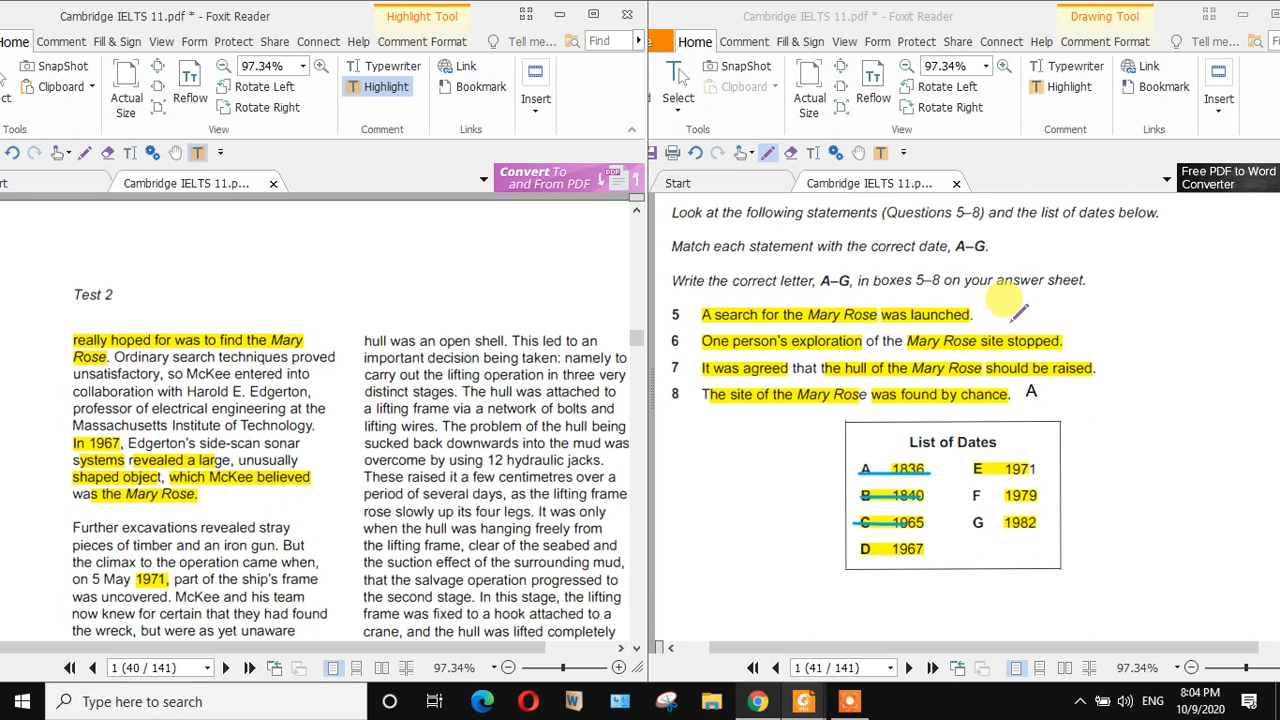 Cambridge IELTS 11.pdf * - Foxit Reader
Highlight Tool
Home Comment Fill & Sign View Form Protect Share Connect Help Comment Format Tell me... Find
SnapShot
Clipboard
Tools
Actual Size
Reflow
97.34%
Rotate Left
Rotate Right
View
Typewriter
Highlight
Comment
Link
Bookmark
Links
Insert
Cambridge IELTS 11.p...
Convert To
and From PDF
PDF
Test 2
really hoped for was to find the Mary
Rose. Ordinary search techniques proved
unsatisfactory, so McKee entered into
collaboration with Harold E. Edgerton,
professor of electrical engineering at the
Massachusetts Institute of Technology.
In 1967, Edgerton's side-scan sonar
systems revealed a large, unusually
shaped object, which McKee believed
was the Mary Rose.
Further excavations revealed stray
pieces of timber and an iron gun. But
the climax to the operation came when,
on 5 May 1971, part of the ship's frame
was uncovered. McKee and his team
now knew for certain that they had found
the wreck, but were as yet unaware
hull was an open shell. This led to an
important decision being taken: namely to
carry out the lifting operation in three very
distinct stages. The hull was attached to
a lifting frame via a network of bolts and
lifting wires. The problem of the hull being
sucked back downwards into the mud was
overcome by using 12 hydraulic jacks.
These raised it a few centimetres over a
period of several days, as the lifting frame
rose slowly up its four legs. It was only
when the hull was hanging freely from
the lifting frame, clear of the seabed and
the suction effect of the surrounding mud,
that the salvage operation progressed to
the second stage. In this stage, the lifting
frame was fixed to a hook attached to a
crane, and the hull was lifted completely
1 (40 / 141)
97.34%
Cambridge IELTS 11.pdf * - Foxit Reader
Drawing Tool
Home Comment Fill & Sign View Form Protect Share Connect Help Comment Format Tell me...
Select
SnapShot
Clipboard
Tools
Actual Size
Reflow
97.34%
Rotate Left
Rotate Right
View
Typewriter
Highlight
Comment
Link
Bookmark
Links
Insert
Start
Cambridge IELTS 11.p...
Free PDF to Word
Converter
Look at the following statements (Questions 5–8) and the list of dates below.
Match each statement with the correct date, A–G.
Write the correct letter, A–G, in boxes 5–8 on your answer sheet.
5 A search for the Mary Rose was launched.
6 One person's exploration of the Mary Rose site stopped.
7 It was agreed that the hull of the Mary Rose should be raised.
8 The site of the Mary Rose was found by chance. A
List of Dates
A 1836 E 1971
B 1840 F 1979
C 1965 G 1982
D 1967
1 (41 / 141)
97.34%
Type here to search
ENG
8:04 PM
10/9/2020